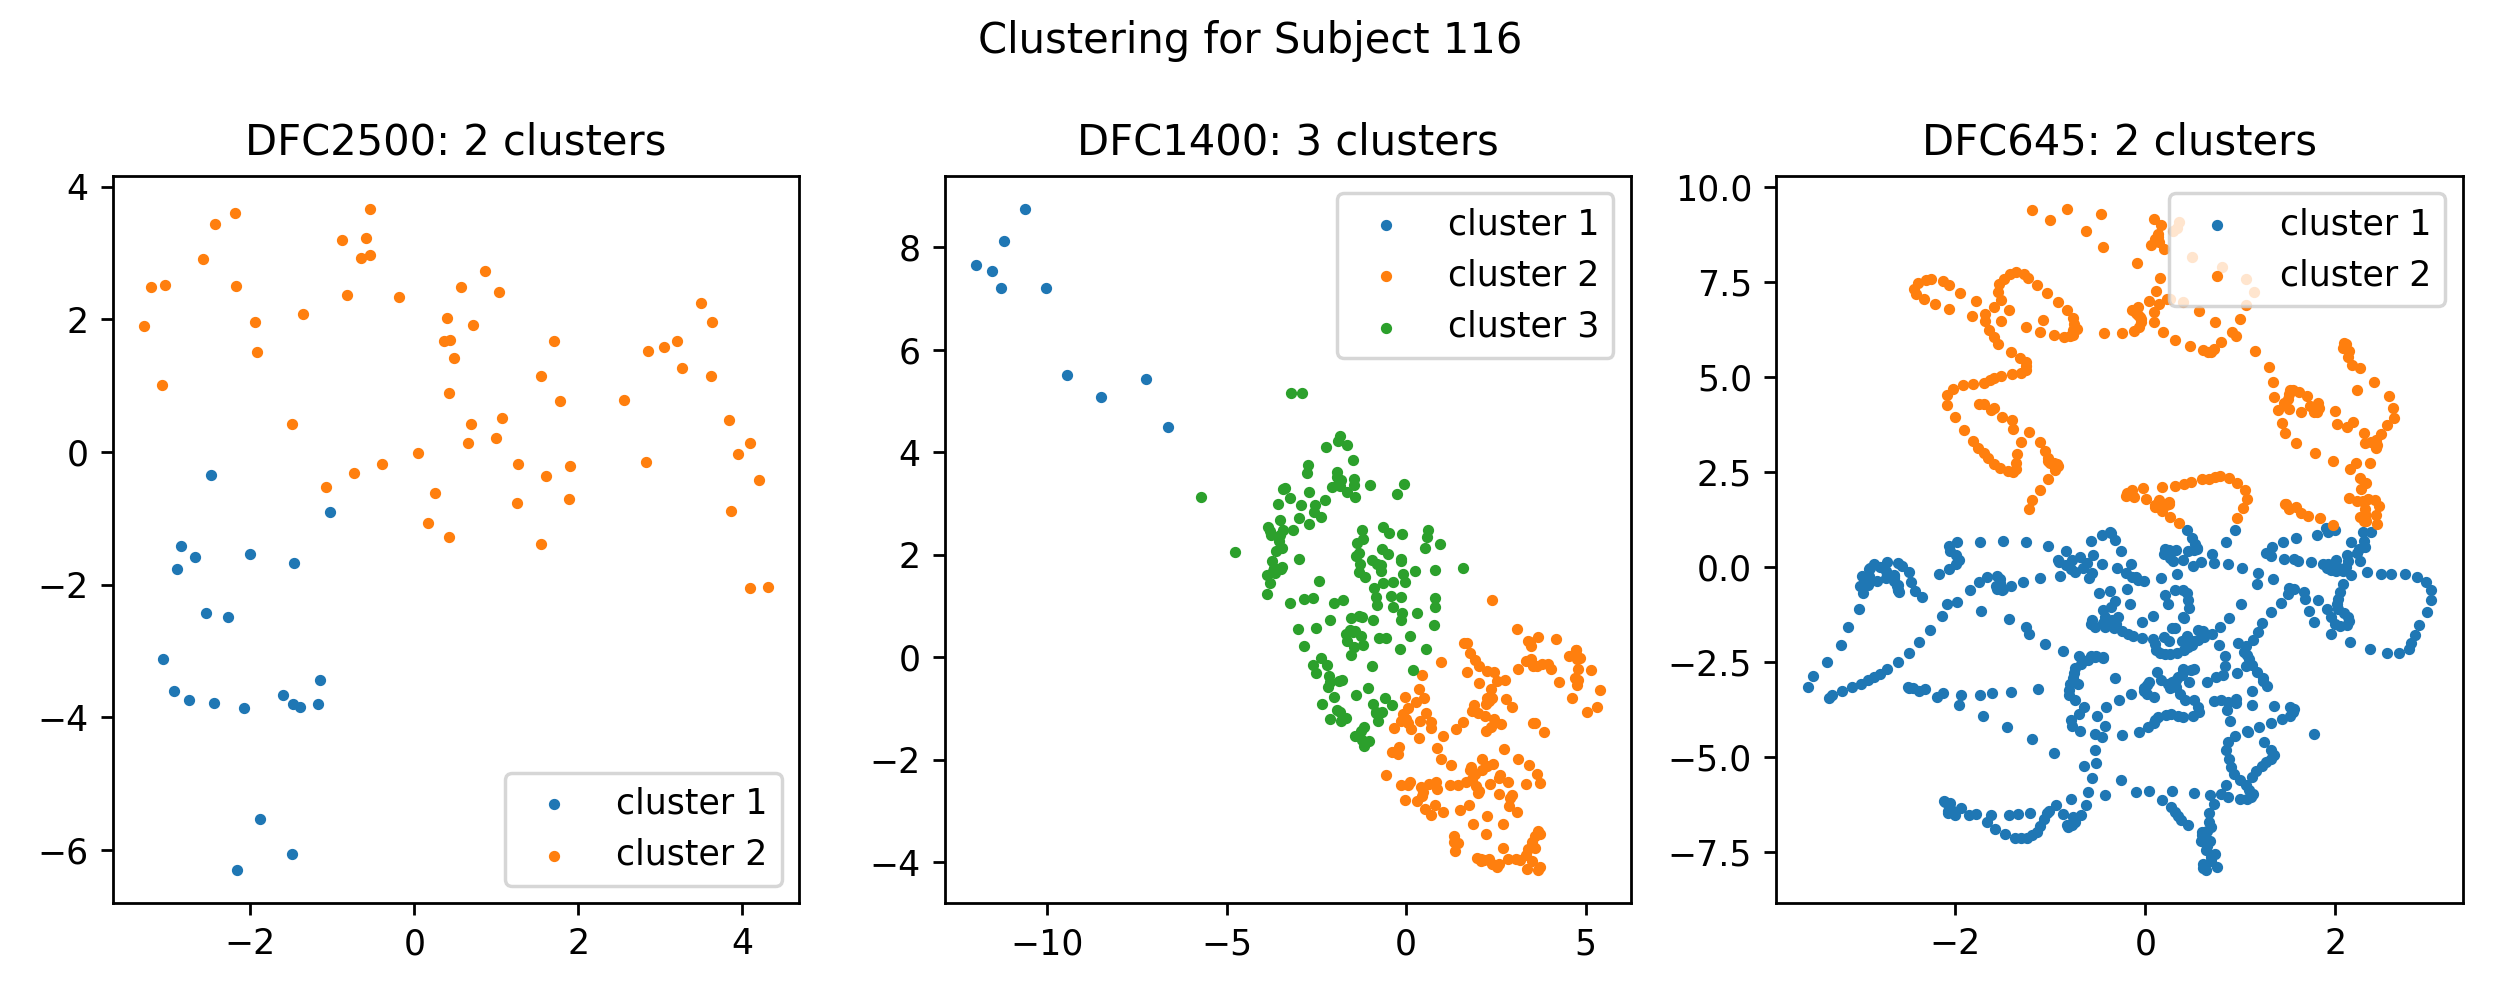 Clustering for Subject 116
DFC2500: 2 clusters
4
2
0
−2
−4
−6
−2
0
2
4
cluster 1
cluster 2
DFC1400: 3 clusters
8
6
4
2
0
−2
−4
−10
−5
0
5
cluster 1
cluster 2
cluster 3
DFC645: 2 clusters
10.0
7.5
5.0
2.5
0.0
−2.5
−5.0
−7.5
−2
0
2
cluster 1
cluster 2